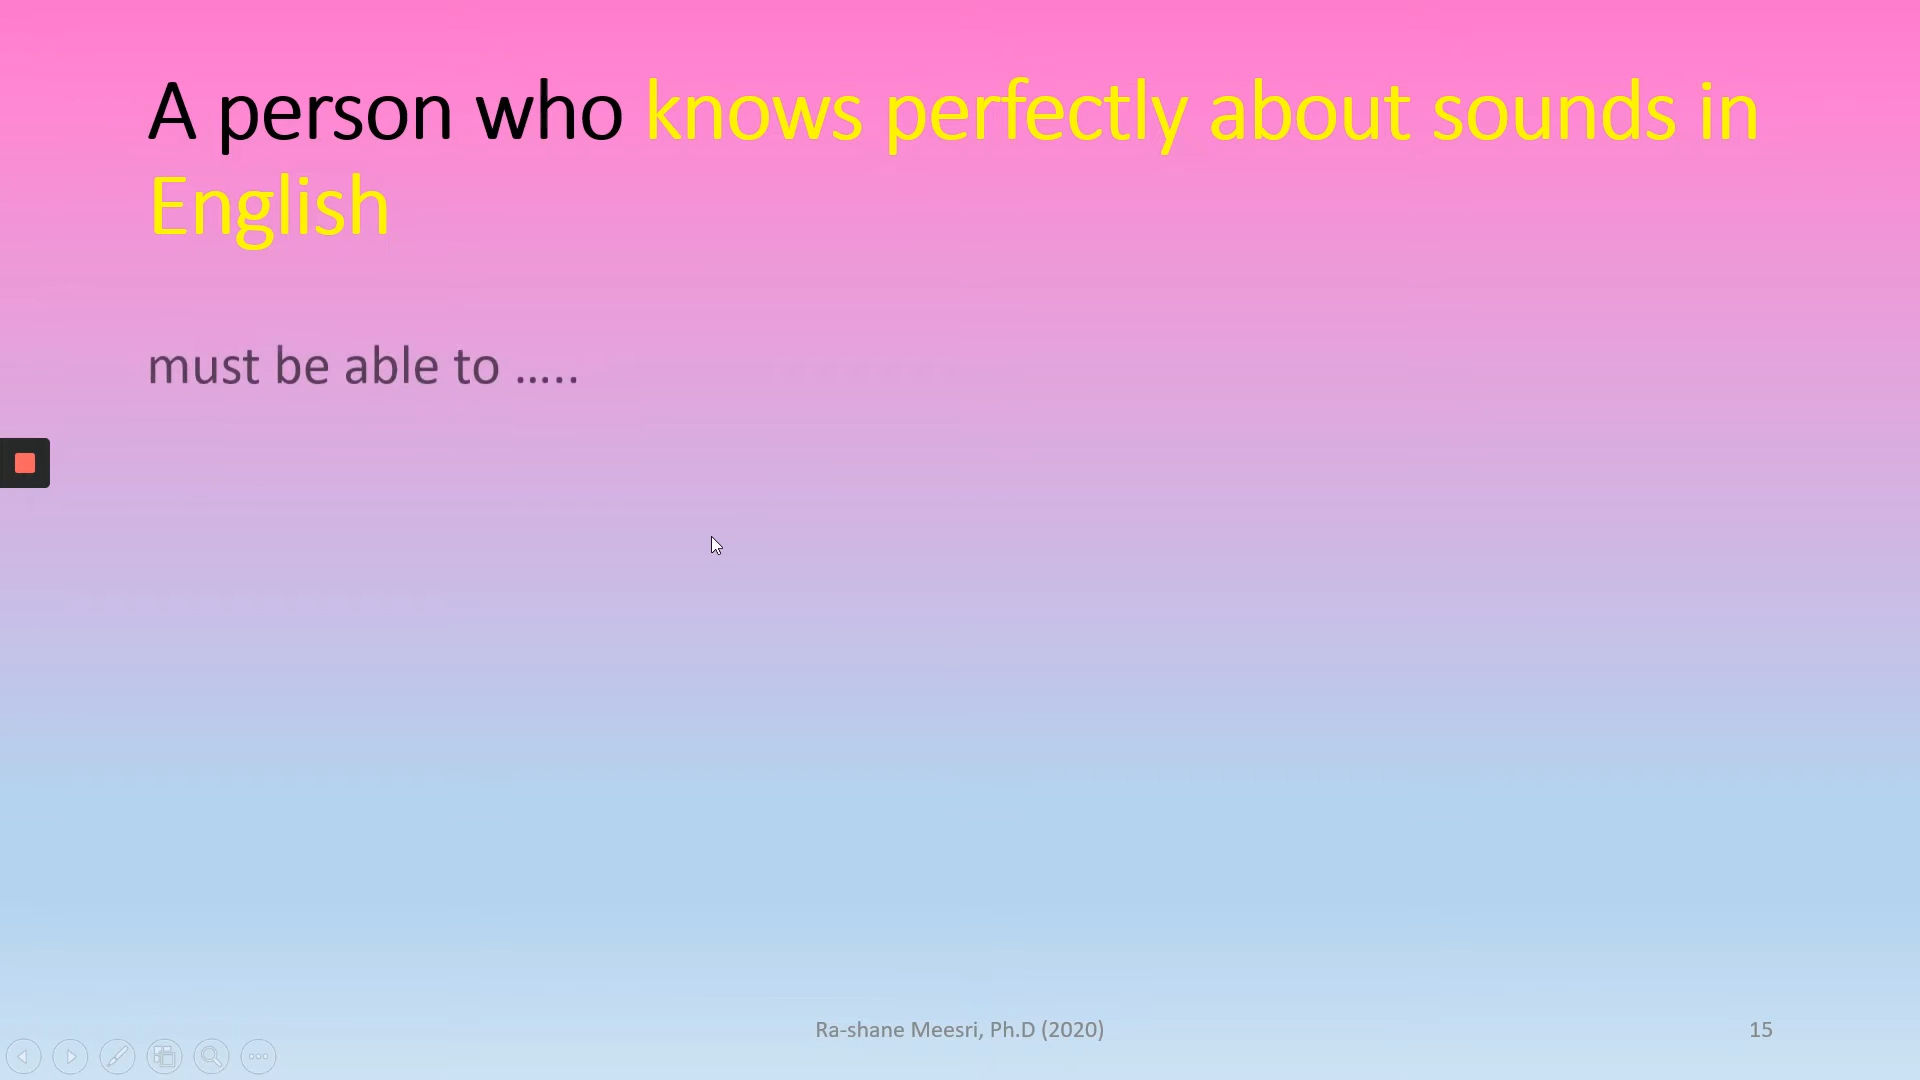 A person who knows perfectly about sounds in
English
must be able to …..
Ra-shane Meesri, Ph.D (2020)
15